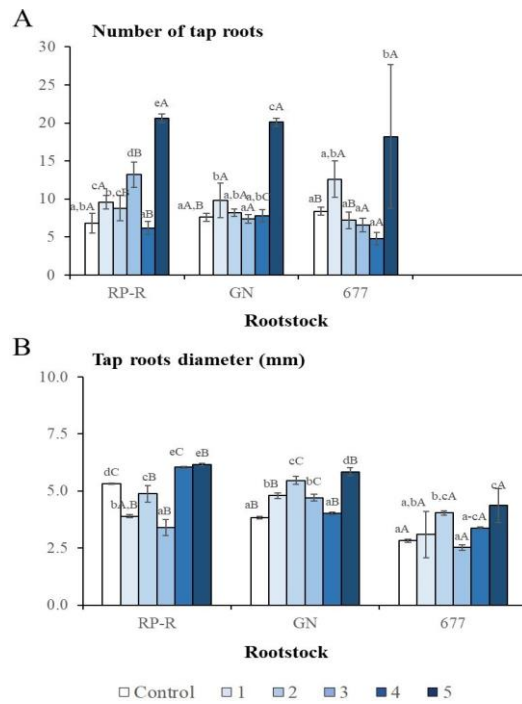 A
Number of tap roots
30
25
20
15
10
5
0
a,bA
cA
b,cB
dB
aB
eA
aA,B
bA
a,bA
aA
a,bC
cA
aB
a,bA
aB
aA
aA
bA
RP-R GN 677
Rootstock
B
Tap roots diameter (mm)
10.0
7.5
5.0
2.5
0.0
dC
bA,B
cB
aB
eC
eB
aB
bB
cC
bC
aB
dB
aA
a,bA
b,cA
aA
a-cA
cA
RP-R GN 677
Rootstock
Control 1 2 3 4 5